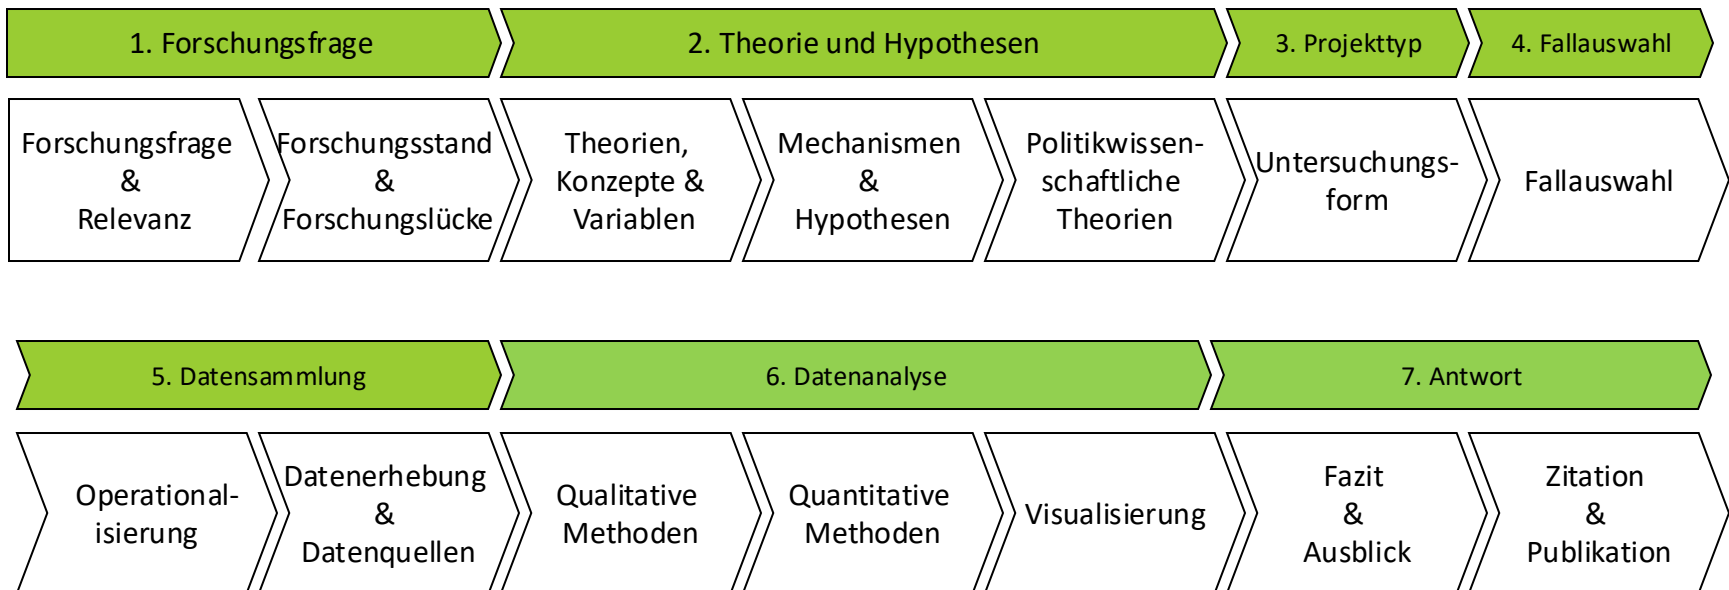 1. Forschungsfrage
2. Theorie und Hypothesen
3. Projekttyp
4. Fallauswahl
Forschungsfrage
&
Relevanz
Forschungsstand
&
Forschungslücke
Theorien,
Konzepte &
Variablen
Mechanismen
&
Hypothesen
Politikwissen-
schaftliche
Theorien
Untersuchungs-
form
Fallauswahl
5. Datensammlung
6. Datenanalyse
7. Antwort
Operational-
isierung
Datenerhebung
&
Datenquellen
Qualitative
Methoden
Quantitative
Methoden
Visualisierung
Fazit
&
Ausblick
Zitation
&
Publikation